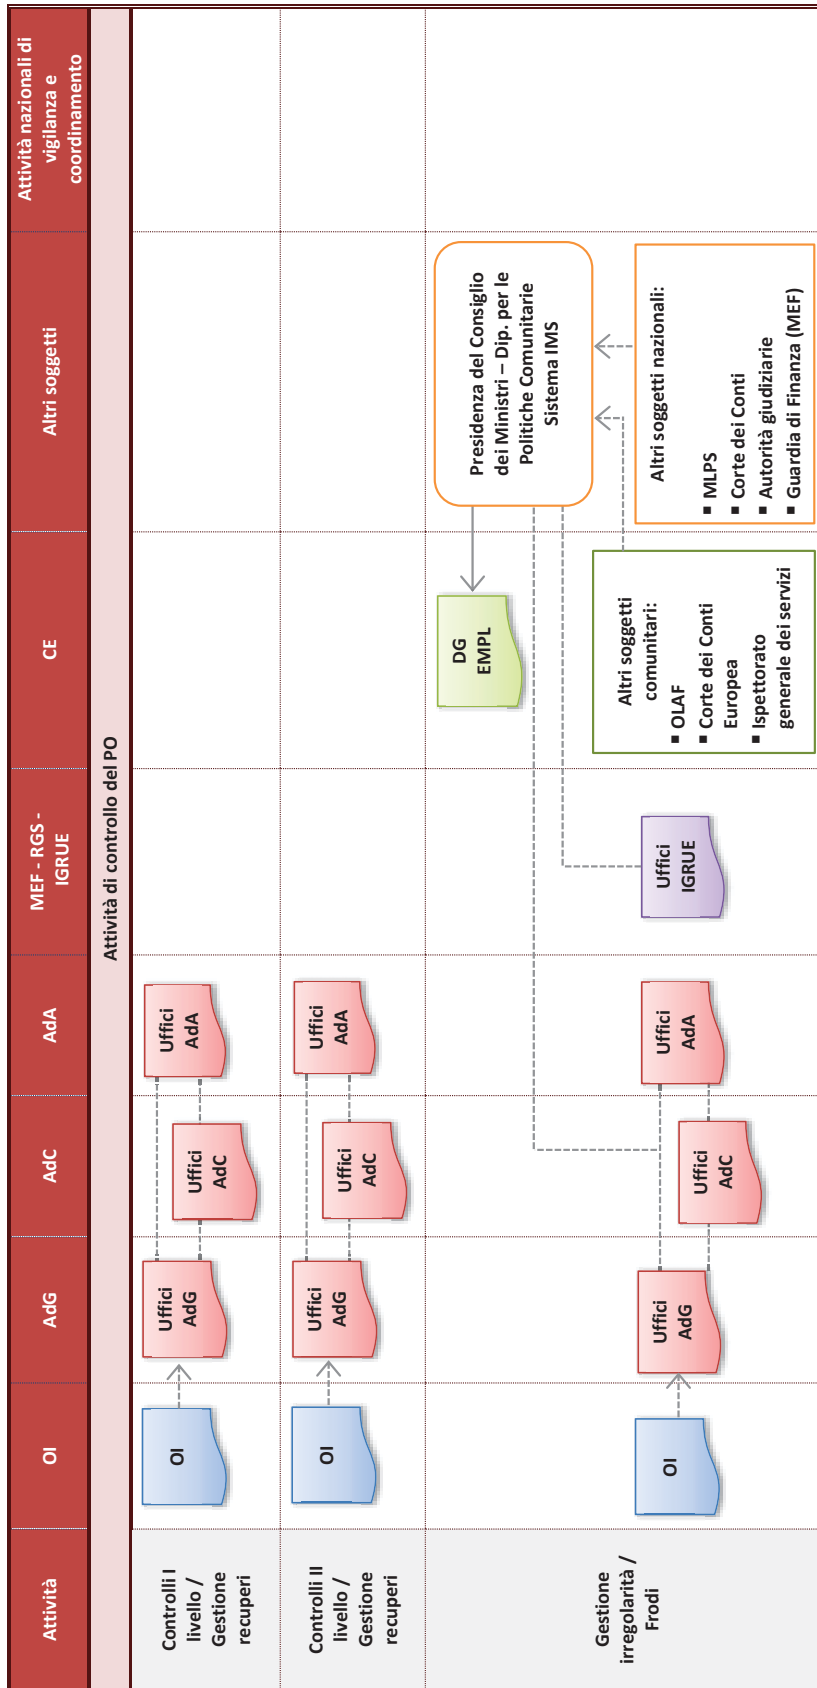 Attività
OI
AdG
AdC
AdA
MEF - RGS -
IGRUE
CE
Altri soggetti
Attività nazionali di
vigilanza e
coordinamento
Attività di controllo del PO
Controlli I
livello /
Gestione
recuperi
OI
Uffici
AdG
Uffici
AdC
Uffici
AdA
Controlli II
livello /
Gestione
recuperi
OI
Uffici
AdG
Uffici
AdC
Uffici
AdA
Gestione
irregolarità /
Frodi
OI
Uffici
AdG
Uffici
AdC
Uffici
AdA
Uffici
IGRUE
DG
EMPL
Altri soggetti
comunitari:
▪ OLAF
▪ Corte dei Conti
Europea
▪ Ispettorato
generale dei servizi
Presidenza del Consiglio
dei Ministri – Dip. per le
Politiche Comunitarie
Sistema IMS
Altri soggetti nazionali:
▪ MLPS
▪ Corte dei Conti
▪ Autorità giudiziarie
▪ Guardia di Finanza (MEF)